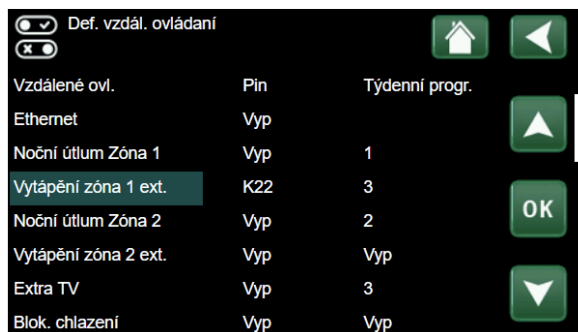 Def. vzdál. ovládaní
Vzdálené ovl. Pin Týdenní progr.
Ethernet Vyp
Noční útlum Zóna 1 Vyp 1
Vytápění zóna 1 ext. K22 3
Noční útlum Zóna 2 Vyp 2
OK
Vytápění zóna 2 ext. Vyp Vyp
Extra TV Vyp 3
Blok. chlazení Vyp Vyp